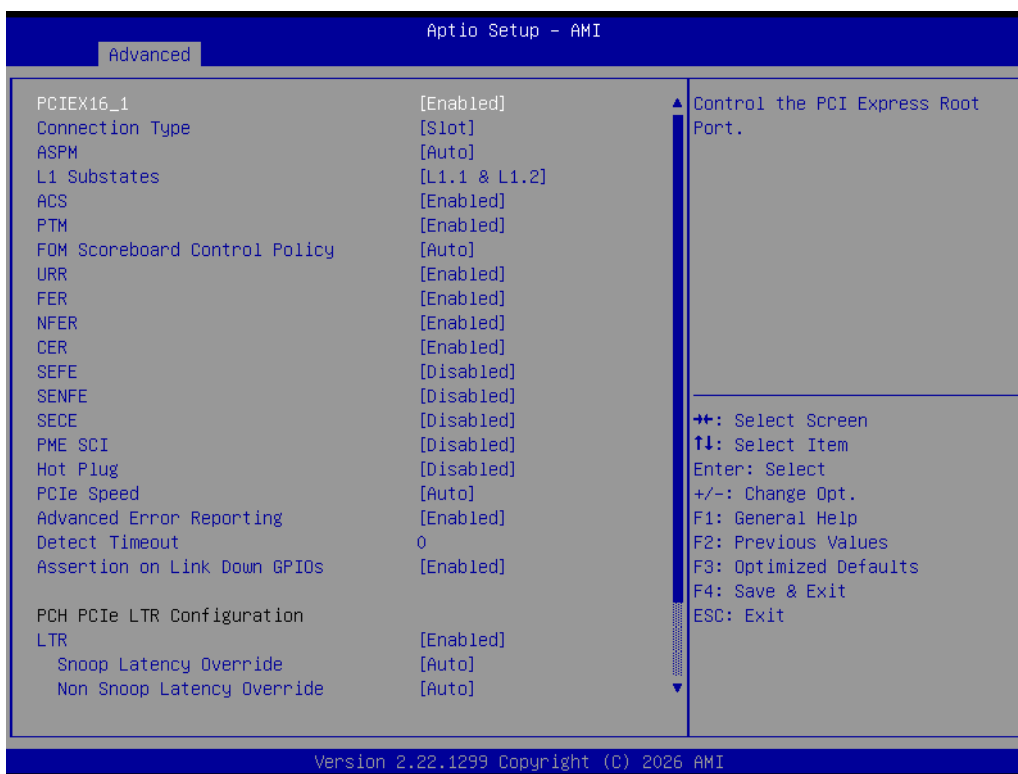 Aptio Setup – AMI
Advanced
PCIEX16_1 [Enabled]
Connection Type [Slot]
ASPM [Auto]
L1 Substates [L1.1 & L1.2]
ACS [Enabled]
PTM [Enabled]
FOM Scoreboard Control Policy [Auto]
URR [Enabled]
FER [Enabled]
NFER [Enabled]
CER [Enabled]
SEFE [Disabled]
SENFE [Disabled]
SECE [Disabled]
PME SCI [Disabled]
Hot Plug [Disabled]
PCIe Speed [Auto]
Advanced Error Reporting [Enabled]
Detect Timeout 0
Assertion on Link Down GPIOs [Enabled]
PCH PCIe LTR Configuration
LTR [Enabled]
Snoop Latency Override [Auto]
Non Snoop Latency Override [Auto]
Control the PCI Express Root
Port.
→←: Select Screen
↑↓: Select Item
Enter: Select
+/-: Change Opt.
F1: General Help
F2: Previous Values
F3: Optimized Defaults
F4: Save & Exit
ESC: Exit
Version 2.22.1299 Copyright (C) 2026 AMI